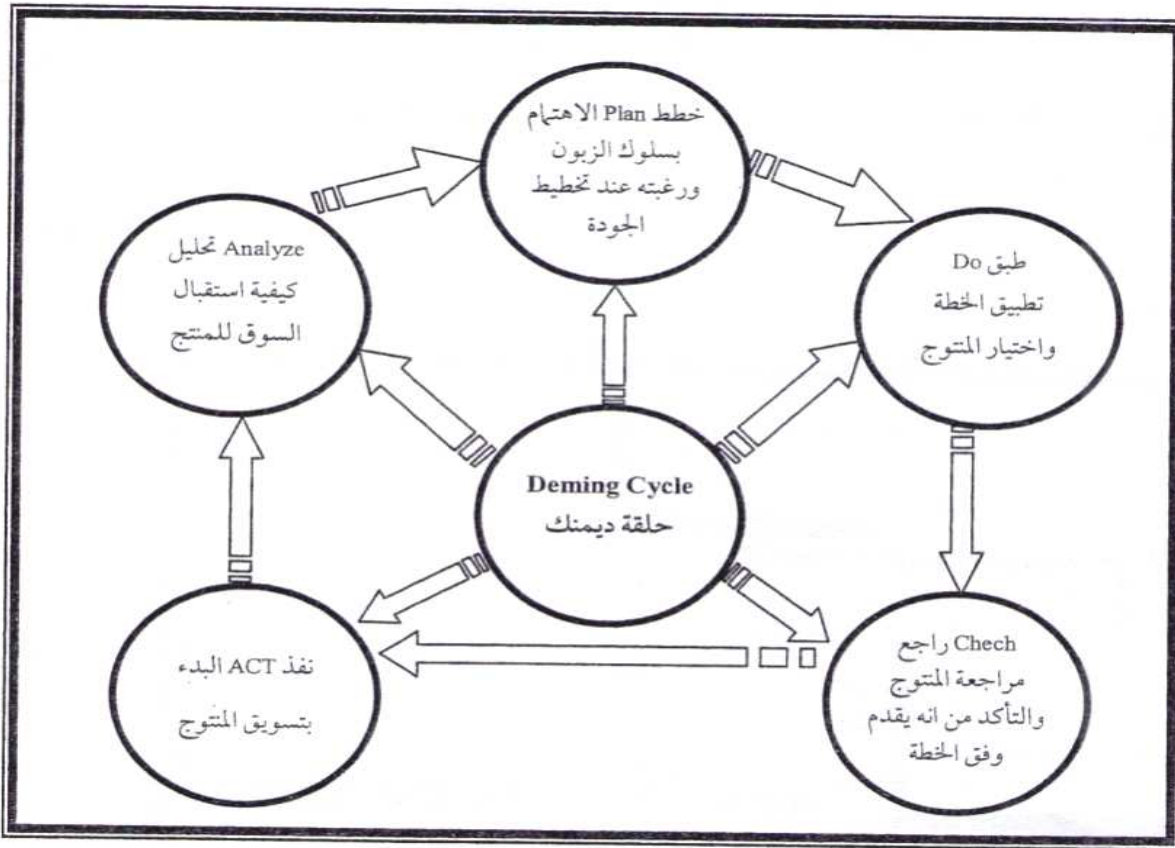 خطط Plan الاهتمام
بسلوك الزبون
ورغبته عند تخطيط
الجودة
طبق Do
تطبيق الخطة
واختيار المنتوج
Chech راجع
مراجعة المنتوج
والتأكد من انه يقدم
وفق الخطة
نفذ ACT البدء
بتسويق المنتوج
Analyze تحليل
كيفية استقبال
السوق للمنتج
Deming Cycle
حلقة ديمنك